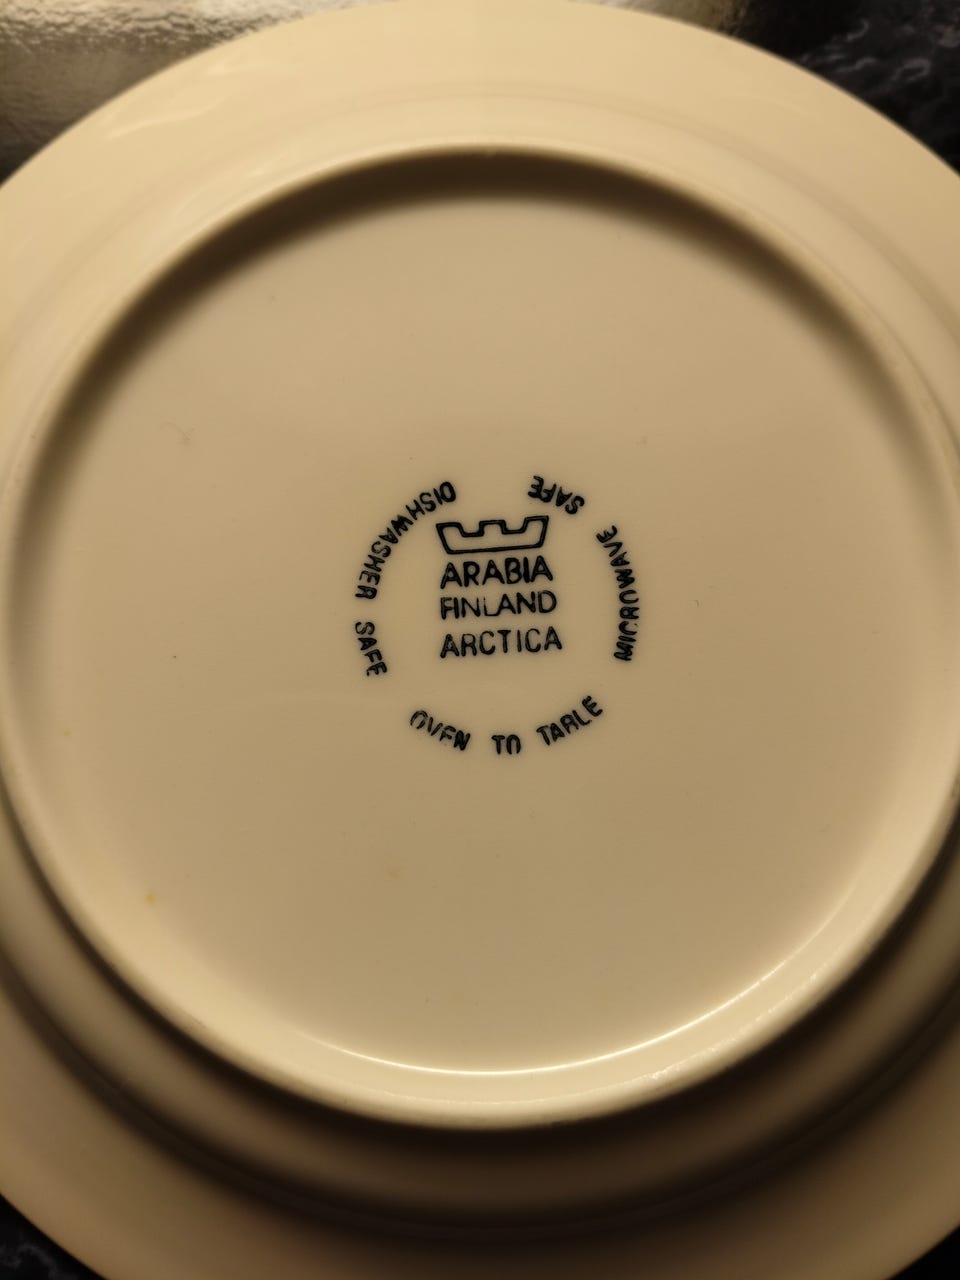 ARABIA
FINLAND
ARCTICA
DISHWASHER SAFE
OVEN TO TABLE
MICROWAVE SAFE